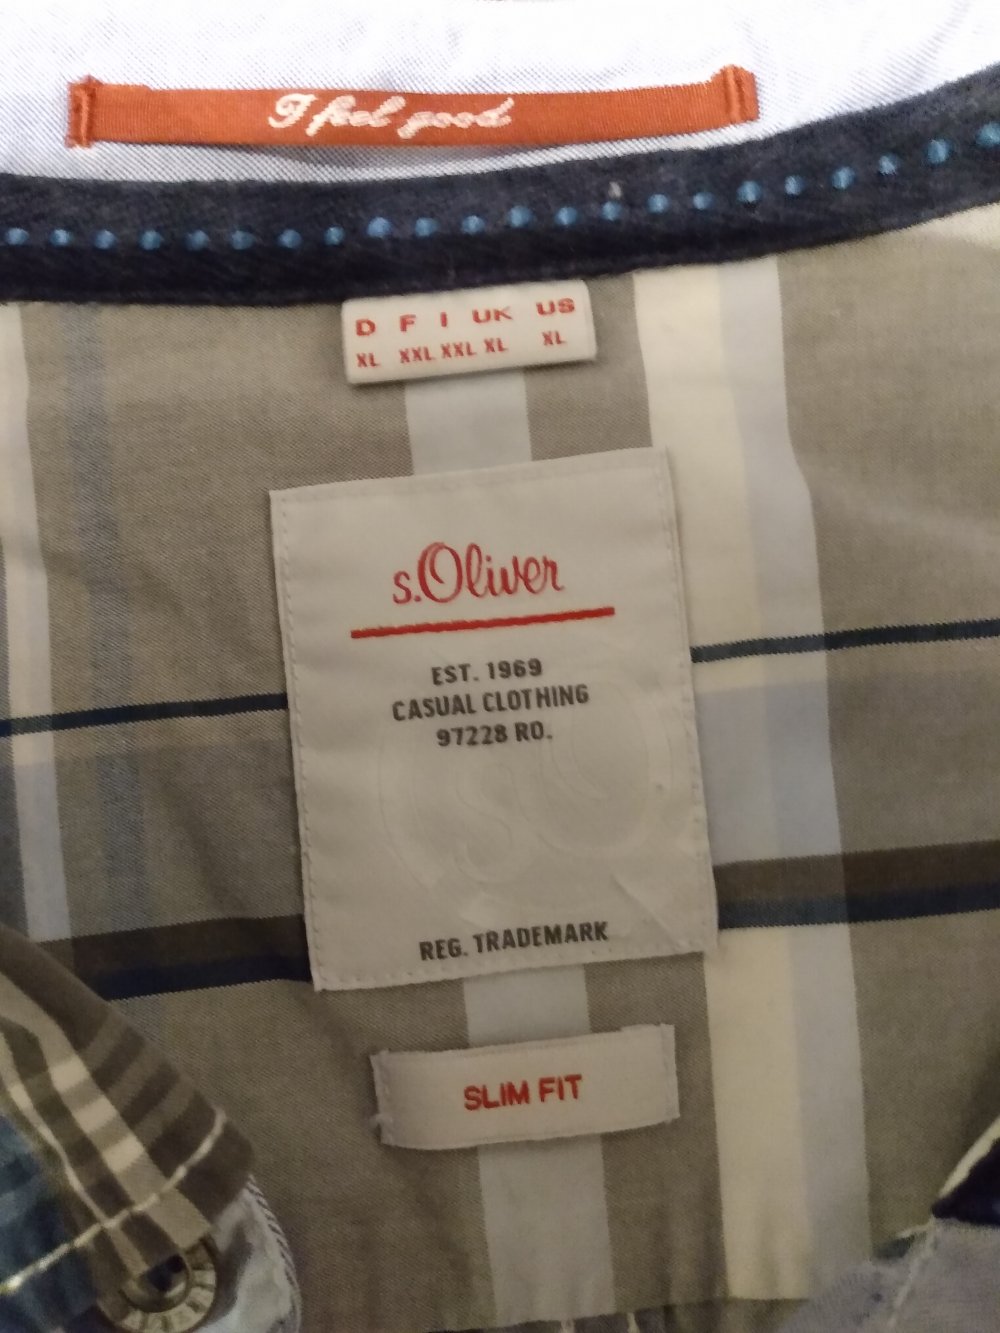 I feel good
D F I UK US
XL XXL XXL XL XL
s.Oliver
EST. 1969
CASUAL CLOTHING
97228 RO.
REG. TRADEMARK
SLIM FIT